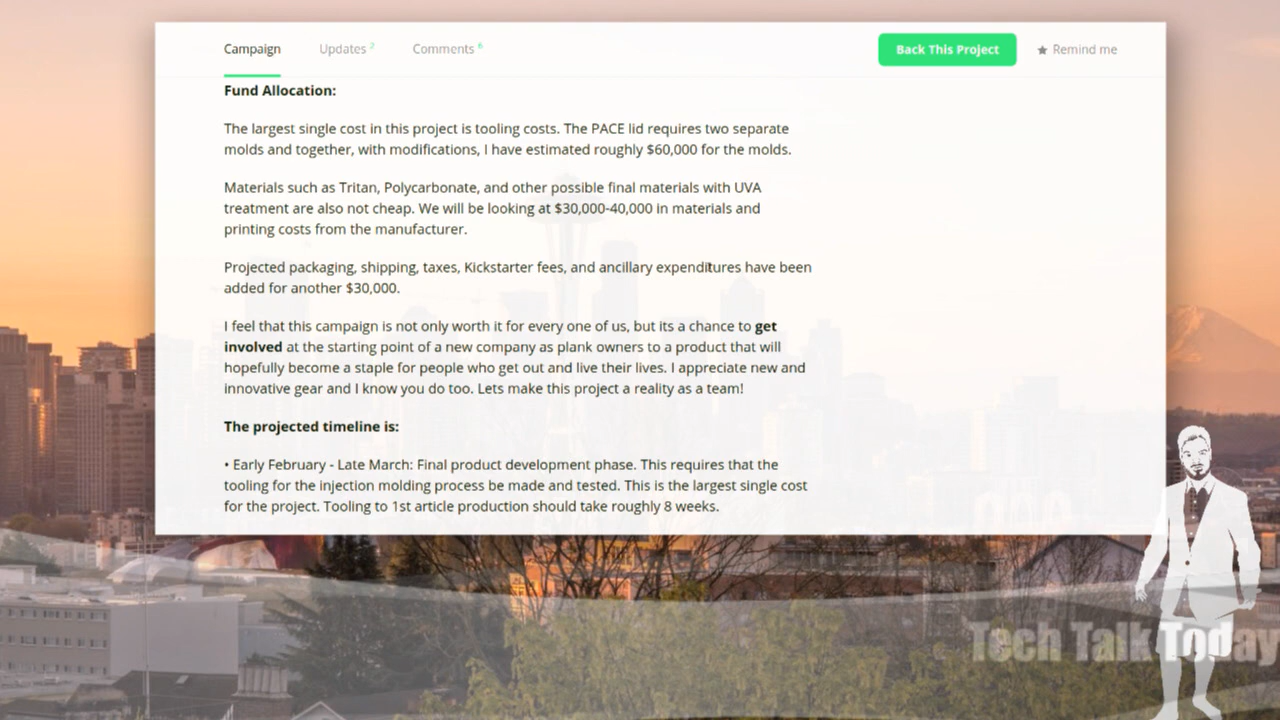 Campaign Updates 2 Comments 6 Back This Project Remind me
Fund Allocation:
The largest single cost in this project is tooling costs. The PACE lid requires two separate
molds and together, with modifications, I have estimated roughly $60,000 for the molds.
Materials such as Tritan, Polycarbonate, and other possible final materials with UVA
treatment are also not cheap. We will be looking at $30,000-40,000 in materials and
printing costs from the manufacturer.
Projected packaging, shipping, taxes, Kickstarter fees, and ancillary expenditures have been
added for another $30,000.
I feel that this campaign is not only worth it for every one of us, but its a chance to get
involved at the starting point of a new company as plank owners to a product that will
hopefully become a staple for people who get out and live their lives. I appreciate new and
innovative gear and I know you do too. Lets make this project a reality as a team!
The projected timeline is:
• Early February - Late March: Final product development phase. This requires that the
tooling for the injection molding process be made and tested. This is the largest single cost
for the project. Tooling to 1st article production should take roughly 8 weeks.
Tech Talk Today